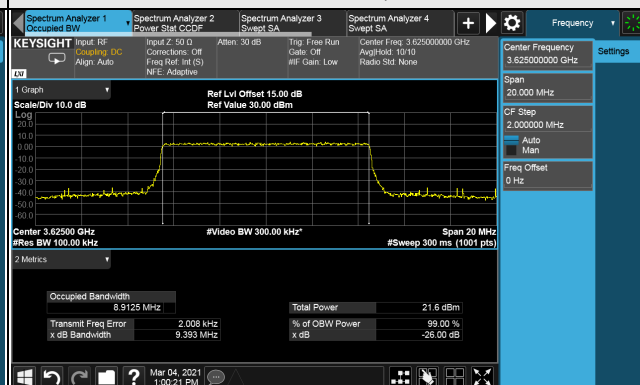 Spectrum Analyzer 1
Occupied BW
Spectrum Analyzer 2
Power Stat CCDF
Spectrum Analyzer 3
Swept SA
Spectrum Analyzer 4
Swept SA
Frequency
KEYSIGHT
Input: RF
Coupling: DC
Align: Auto
LXI
Input Z: 50 Ω
Corrections: Off
Freq Ref: Int (S)
NFE: Adaptive
Atten: 30 dB
Trig: Free Run
Gate: Off
#IF Gain: Low
Center Freq: 3.625000000 GHz
Avg|Hold: 10/10
Radio Std: None
1 Graph
Scale/Div 10.0 dB
Ref Lvl Offset 15.00 dB
Ref Value 30.00 dBm
Log
20.0
10.0
0.00
-10.0
-20.0
-30.0
-40.0
-50.0
-60.0
Center 3.62500 GHz
#Res BW 100.00 kHz
#Video BW 300.00 kHz*
Span 20 MHz
#Sweep 300 ms (1001 pts)
2 Metrics
Occupied Bandwidth
8.9125 MHz
Transmit Freq Error 2.008 kHz
x dB Bandwidth 9.393 MHz
Total Power 21.6 dBm
% of OBW Power 99.00 %
x dB -26.00 dB
Mar 04, 2021
1:00:21 PM
Center Frequency
3.625000000 GHz
Span
20.000 MHz
CF Step
2.000000 MHz
Auto
Man
Freq Offset
0 Hz
Settings